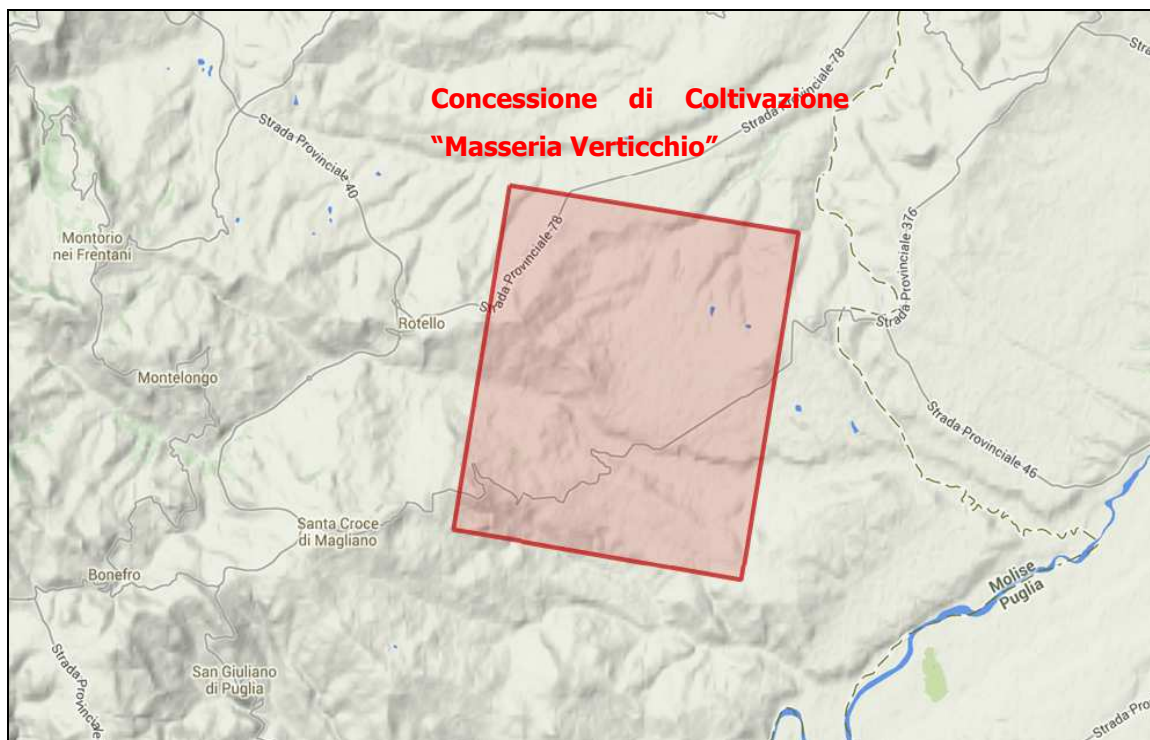 Strada Provinciale 78
Concessione di Coltivazione
“Masseria Verticchio”
Strada Provinciale 40
Strada Provinciale 376
Montorio
nei Frentani
Strada Provinciale 78
Rotello
Strada Provinciale 46
Montelongo
Santa Croce
di Magliano
Bonefro
Molise
Puglia
San Giuliano
di Puglia
Strada Provinciale